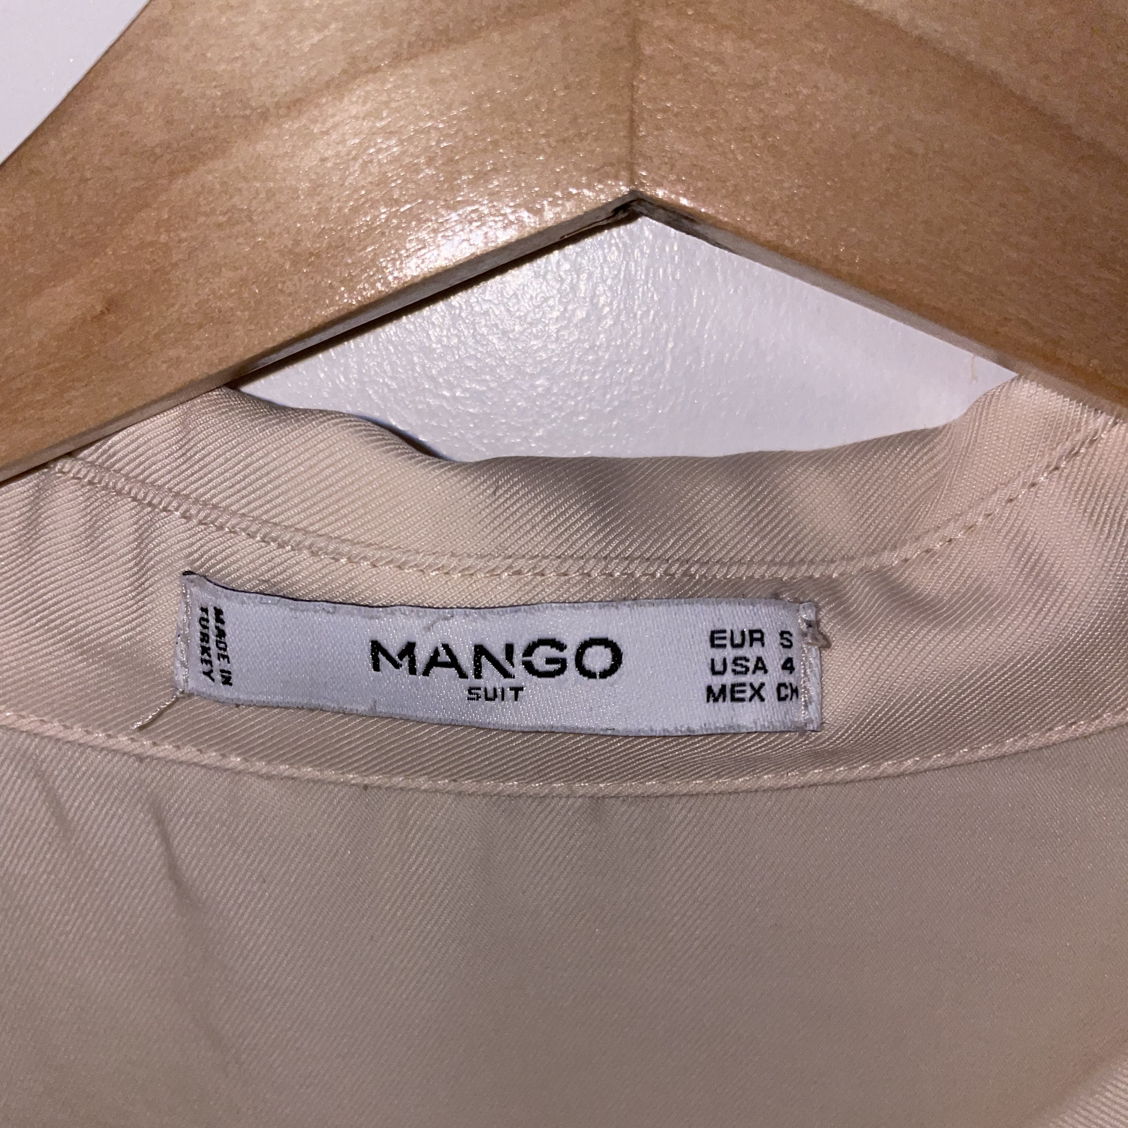 MADE IN
TURKEY
MANGO
SUIT
EUR S
USA 4
MEX CH